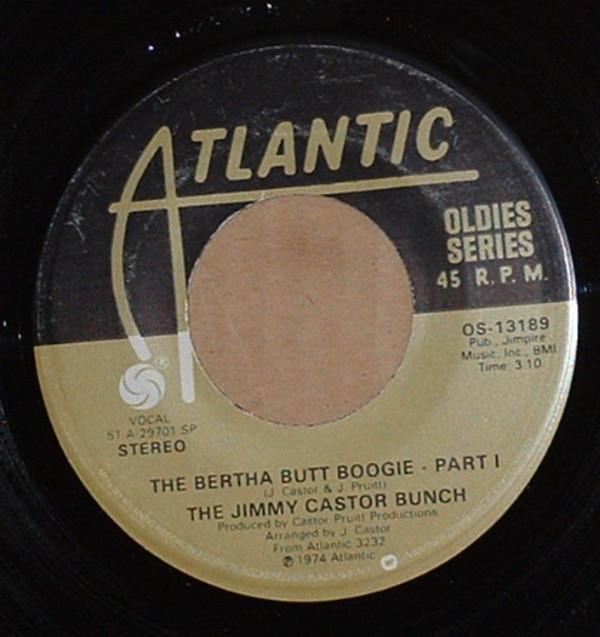 ATLANTIC
OLDIES
SERIES
45 R.P.M.
OS-13189
Pub., Jimpire
Music, Inc., BMI
Time: 3:10
®
VOCAL
ST A 29701 SP
STEREO
THE BERTHA BUTT BOOGIE - PART I
(J. Castor & J. Pruitt)
THE JIMMY CASTOR BUNCH
Produced by Castor-Pruitt Productions
Arranged by J. Castor
From Atlantic 3232
℗ 1974 Atlantic